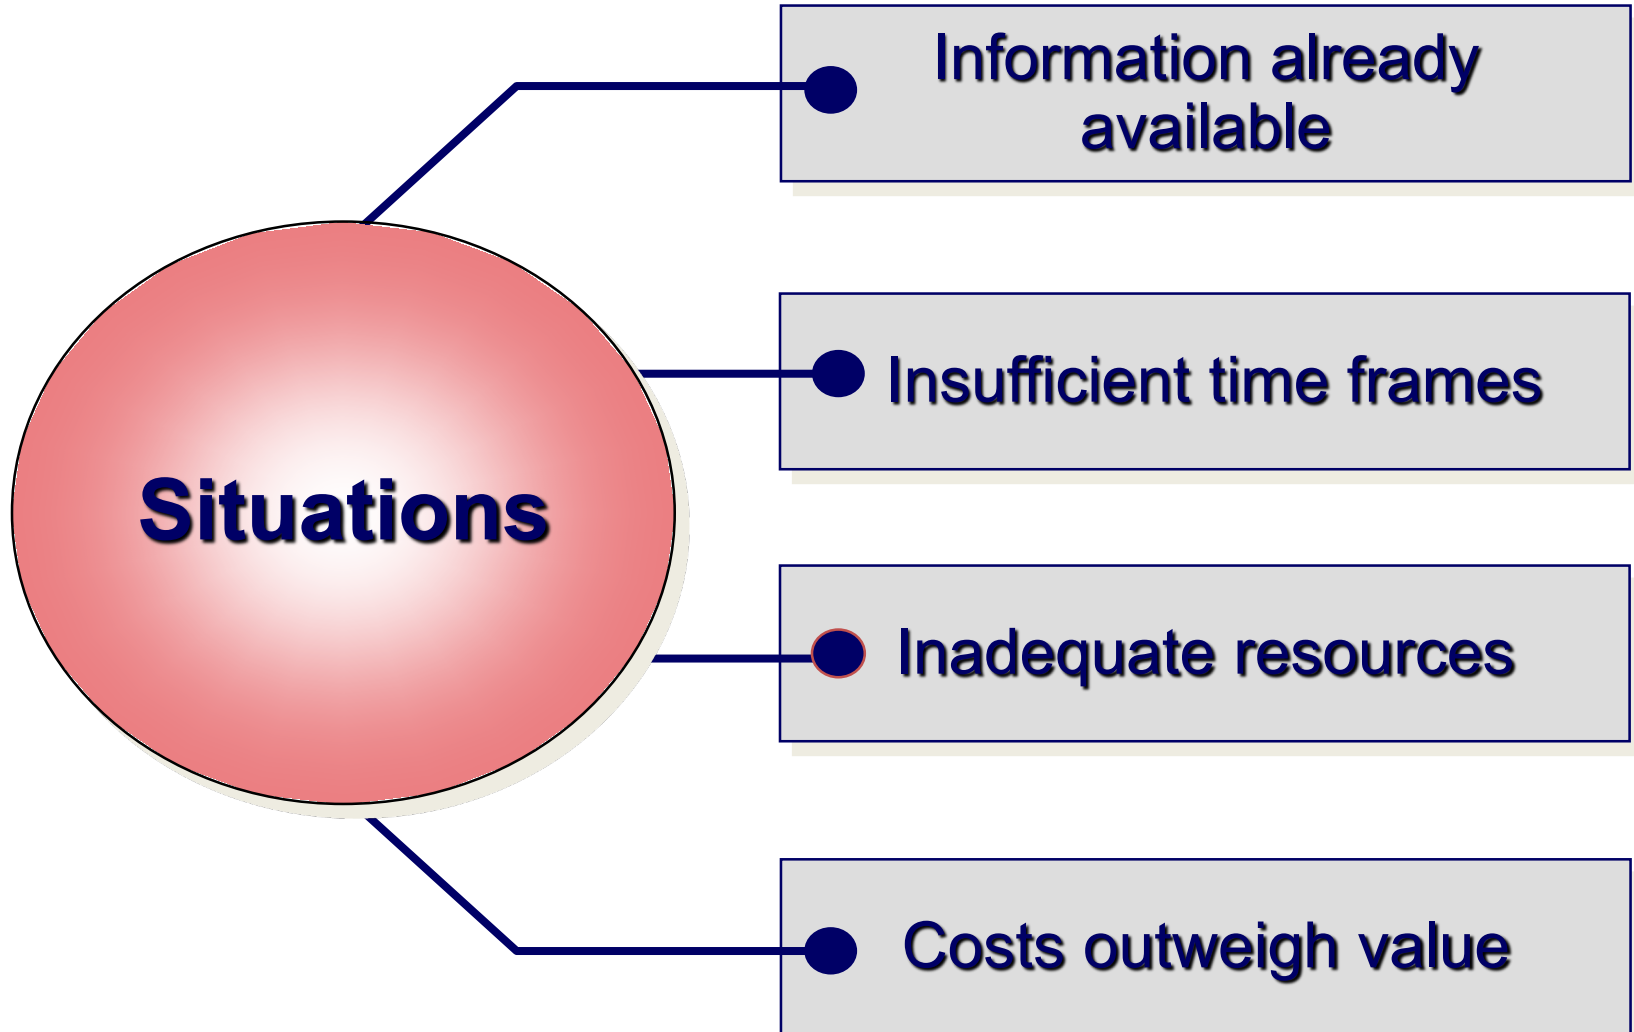 Information already
available
Insufficient time frames
Situations
Inadequate resources
Costs outweigh value